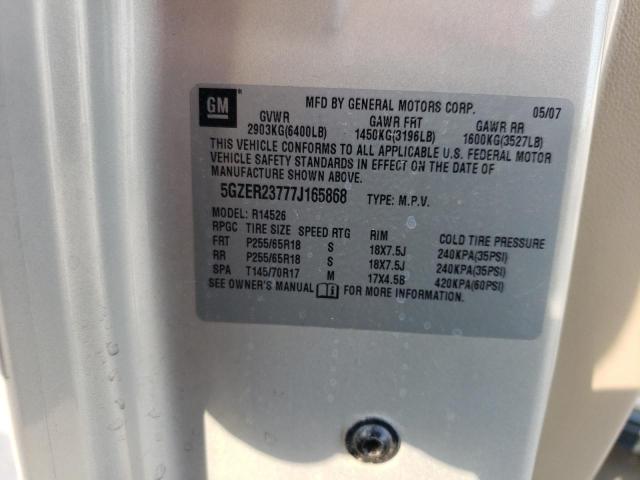 GM MFD BY GENERAL MOTORS CORP. 05/07
GVWR GAWR FRT GAWR RR
2903KG(6400LB) 1450KG(3196LB) 1600KG(3527LB)
THIS VEHICLE CONFORMS TO ALL APPLICABLE U.S. FEDERAL MOTOR
VEHICLE SAFETY STANDARDS IN EFFECT ON THE DATE OF
MANUFACTURE SHOWN ABOVE.
5GZER23777J165868 TYPE: M.P.V.
MODEL: R14526
RPGC TIRE SIZE SPEED RTG RIM COLD TIRE PRESSURE
FRT P255/65R18 S 18X7.5J 240KPA(35PSI)
RR P255/65R18 S 18X7.5J 240KPA(35PSI)
SPA T145/70R17 M 17X4.5B 420KPA(60PSI)
SEE OWNER'S MANUAL FOR MORE INFORMATION.